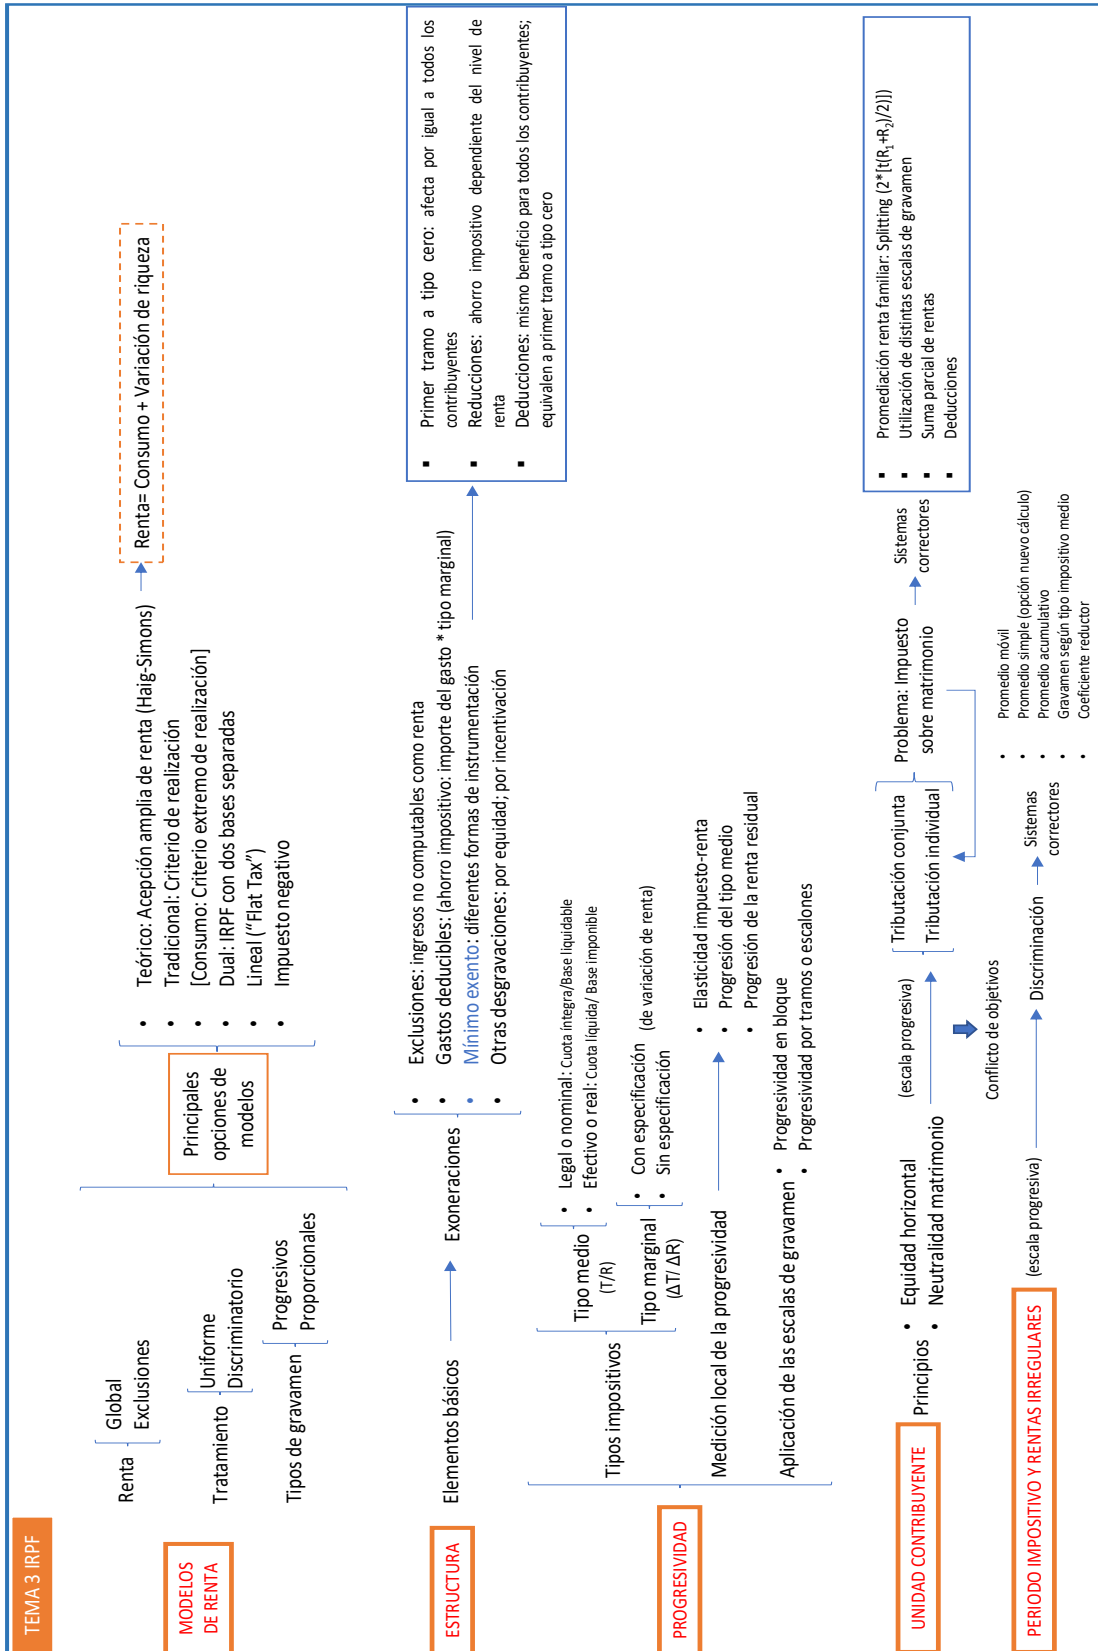 TEMA 3 IRPF
MODELOS
DE RENTA
Renta
Global
Exclusiones
Tratamiento
Uniforme
Discriminatorio
Tipos de gravamen
Progresivos
Proporcionales
Principales
opciones de
modelos
• Teórico: Acepción amplia de renta (Haig-Simons)
• Tradicional: Criterio de realización
• [Consumo: Criterio extremo de realización]
• Dual: IRPF con dos bases separadas
• Lineal (“Flat Tax”)
• Impuesto negativo
Renta= Consumo + Variación de riqueza
ESTRUCTURA
Elementos básicos
Exoneraciones
• Exclusiones: ingresos no computables como renta
• Gastos deducibles: (ahorro impositivo: importe del gasto * tipo marginal)
• Mínimo exento: diferentes formas de instrumentación
• Otras desgravaciones: por equidad; por incentivación
▪ Primer tramo a tipo cero: afecta por igual a todos los
contribuyentes
▪ Reducciones: ahorro impositivo dependiente del nivel de
renta
▪ Deducciones: mismo beneficio para todos los contribuyentes;
equivalen a primer tramo a tipo cero
PROGRESIVIDAD
Tipos impositivos
Tipo medio
(T/R)
• Legal o nominal: Cuota íntegra/Base liquidable
• Efectivo o real: Cuota líquida/ Base imponible
Tipo marginal
(ΔT/ ΔR)
• Con especificación
• Sin especificación
(de variación de renta)
Medición local de la progresividad
• Elasticidad impuesto-renta
• Progresión del tipo medio
• Progresión de la renta residual
Aplicación de las escalas de gravamen
• Progresividad en bloque
• Progresividad por tramos o escalones
UNIDAD CONTRIBUYENTE
Principios
• Equidad horizontal
• Neutralidad matrimonio
(escala progresiva)
Conflicto de objetivos
Tributación conjunta
Tributación individual
Problema: Impuesto
sobre matrimonio
Sistemas
correctores
▪ Promediación renta familiar: Splitting (2*[t(R₁+R₂)/2)])
▪ Utilización de distintas escalas de gravamen
▪ Suma parcial de rentas
▪ Deducciones
PERIODO IMPOSITIVO Y RENTAS IRREGULARES
(escala progresiva)
Discriminación
Sistemas
correctores
• Promedio móvil
• Promedio simple (opción nuevo cálculo)
• Promedio acumulativo
• Gravamen según tipo impositivo medio
• Coeficiente reductor